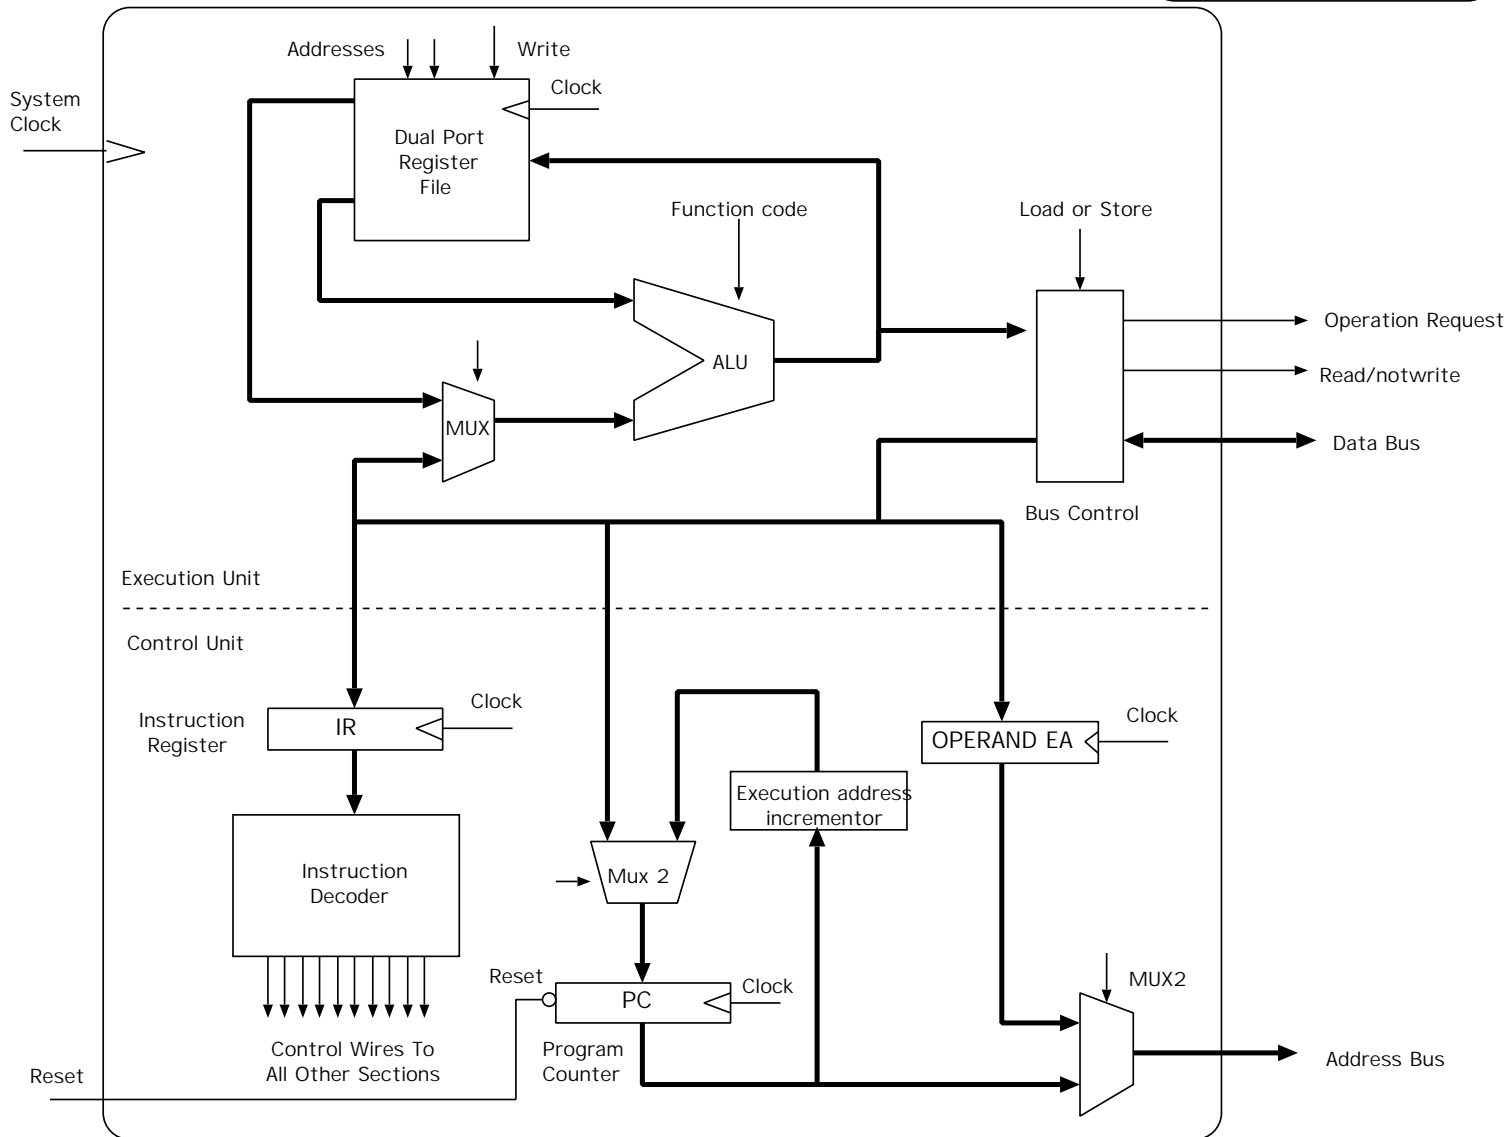 Addresses
Write
Clock
System
Clock
Dual Port
Register
File
Function code
Load or Store
Operation Request
ALU
Read/notwrite
MUX
Data Bus
Bus Control
Execution Unit
Control Unit
Clock
Instruction
Register
IR
Clock
OPERAND EA
Execution address
incrementor
Instruction
Decoder
Mux 2
Reset
PC
Clock
MUX2
Control Wires To
All Other Sections
Program
Counter
Address Bus
Reset